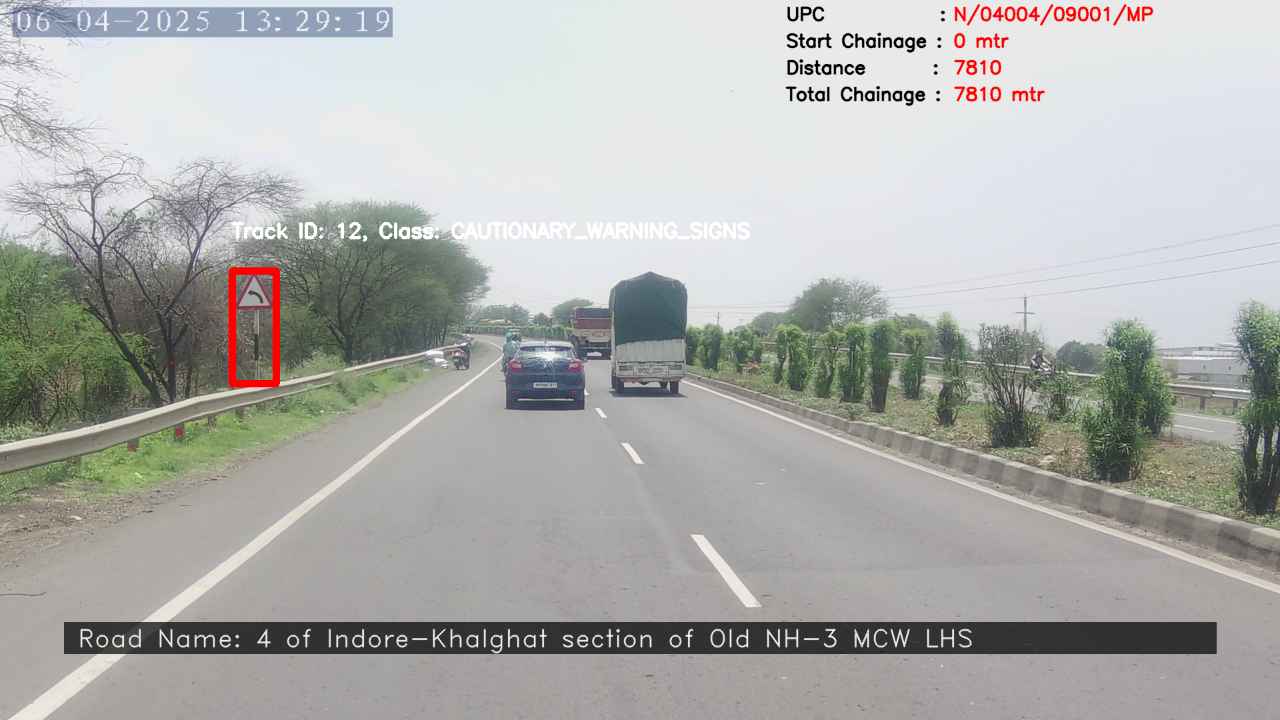 06-04-2025 13:29:19
UPC : N/04004/09001/MP
Start Chainage : 0 mtr
Distance : 7810
Total Chainage : 7810 mtr
Track ID: 12, Class: CAUTIONARY_WARNING_SIGNS
Road Name: 4 of Indore-Khalghat section of Old NH-3 MCW LHS